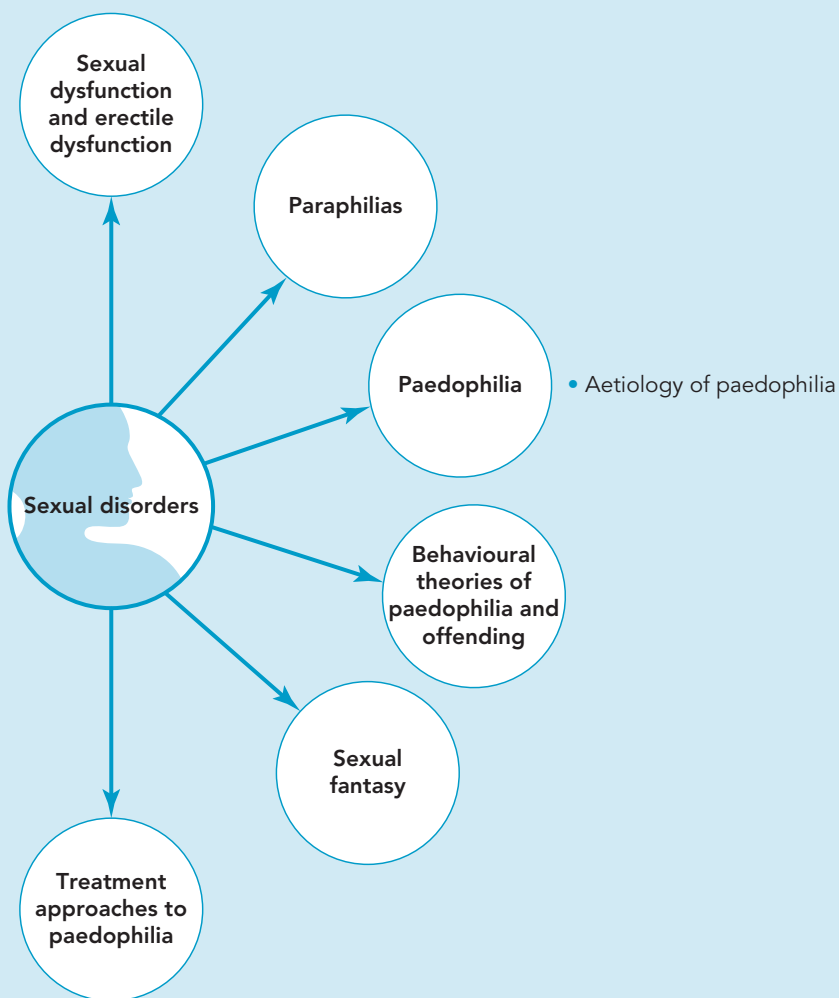 Sexual
dysfunction
and erectile
dysfunction
Paraphilias
Paedophilia
• Aetiology of paedophilia
Sexual disorders
Behavioural
theories of
paedophilia and
offending
Sexual
fantasy
Treatment
approaches to
paedophilia